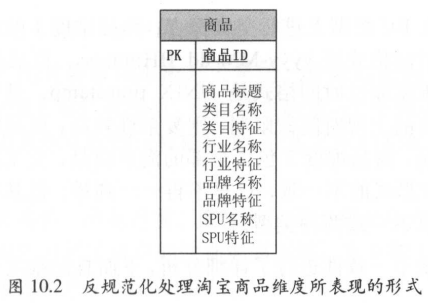 商品
PK 商品ID
商品标题
类目名称
类目特征
行业名称
行业特征
品牌名称
品牌特征
SPU名称
SPU特征
图 10.2 反规范化处理淘宝商品维度所表现的形式